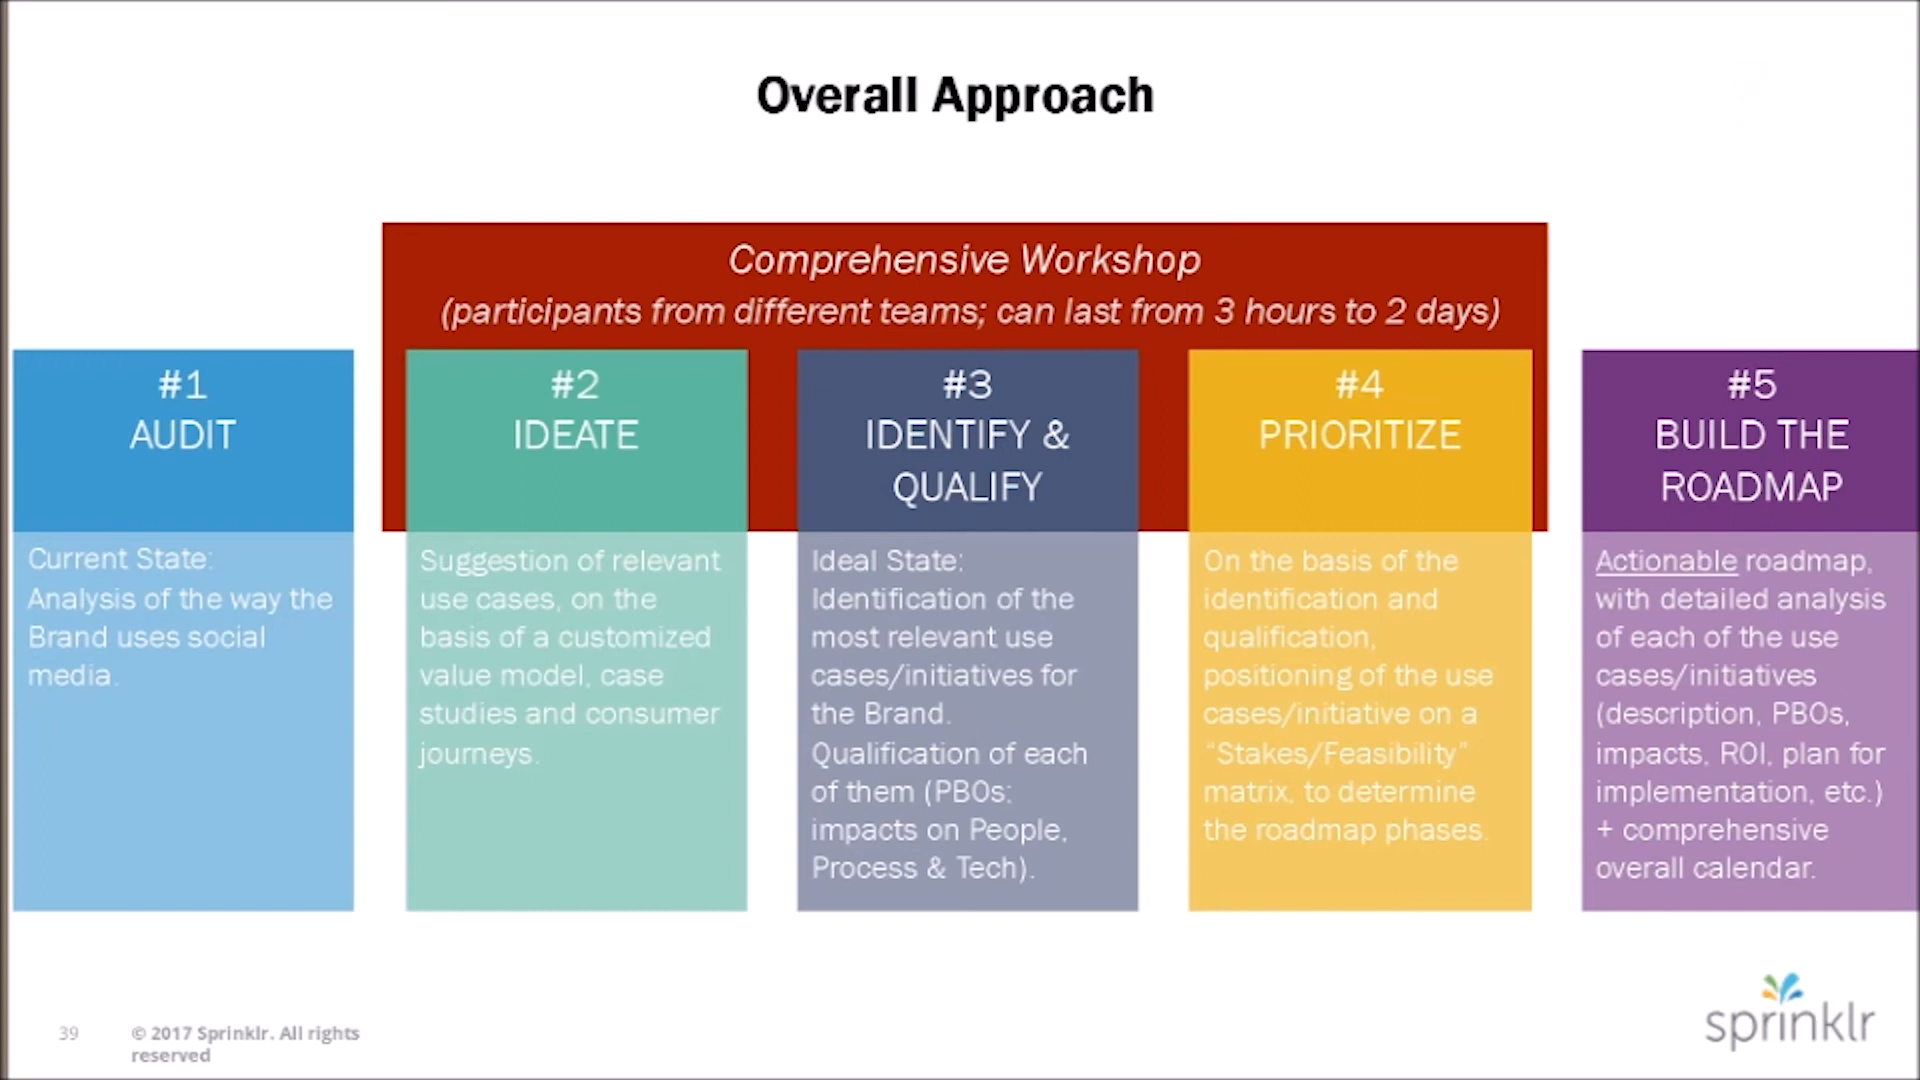 Overall Approach
Comprehensive Workshop
(participants from different teams; can last from 3 hours to 2 days)
#1
AUDIT
Current State:
Analysis of the way the
Brand uses social
media.
#2
IDEATE
Suggestion of relevant
use cases, on the
basis of a customized
value model, case
studies and consumer
journeys.
#3
IDENTIFY &
QUALIFY
Ideal State:
Identification of the
most relevant use
cases/initiatives for
the Brand.
Qualification of each
of them (PBOs;
impacts on People,
Process & Tech).
#4
PRIORITIZE
On the basis of the
identification and
qualification,
positioning of the use
cases/initiative on a
“Stakes/Feasibility”
matrix, to determine
the roadmap phases.
#5
BUILD THE
ROADMAP
Actionable roadmap,
with detailed analysis
of each of the use
cases/initiatives
(description, PBOs,
impacts, ROI, plan for
implementation, etc.)
+ comprehensive
overall calendar.
39
© 2017 Sprinklr. All rights
reserved
sprinklr